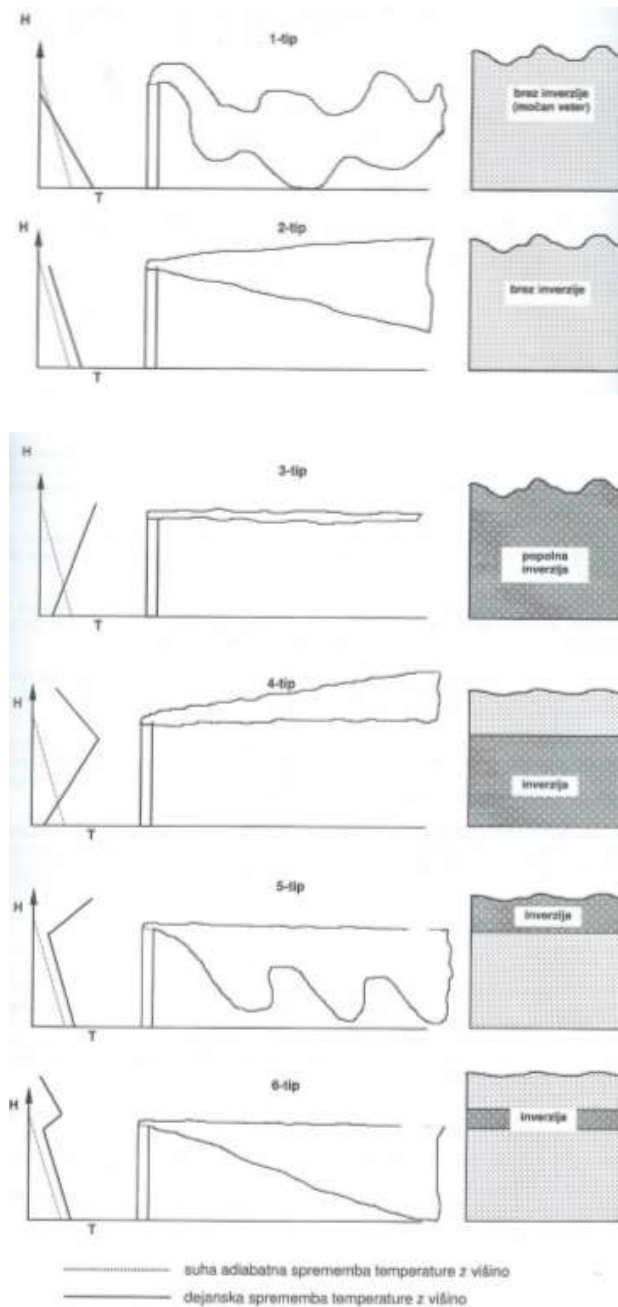 H
1-tip
brez inverzije
(močan veter)
T
H
2-tip
brez inverzije
T
H
3-tip
popolna
inverzija
T
4-tip
H
inverzija
T
5-tip
H
inverzija
T
6-tip
H
inverzija
T
suha adiabatna sprememba temperature z višino
dejanska sprememba temperature z višino